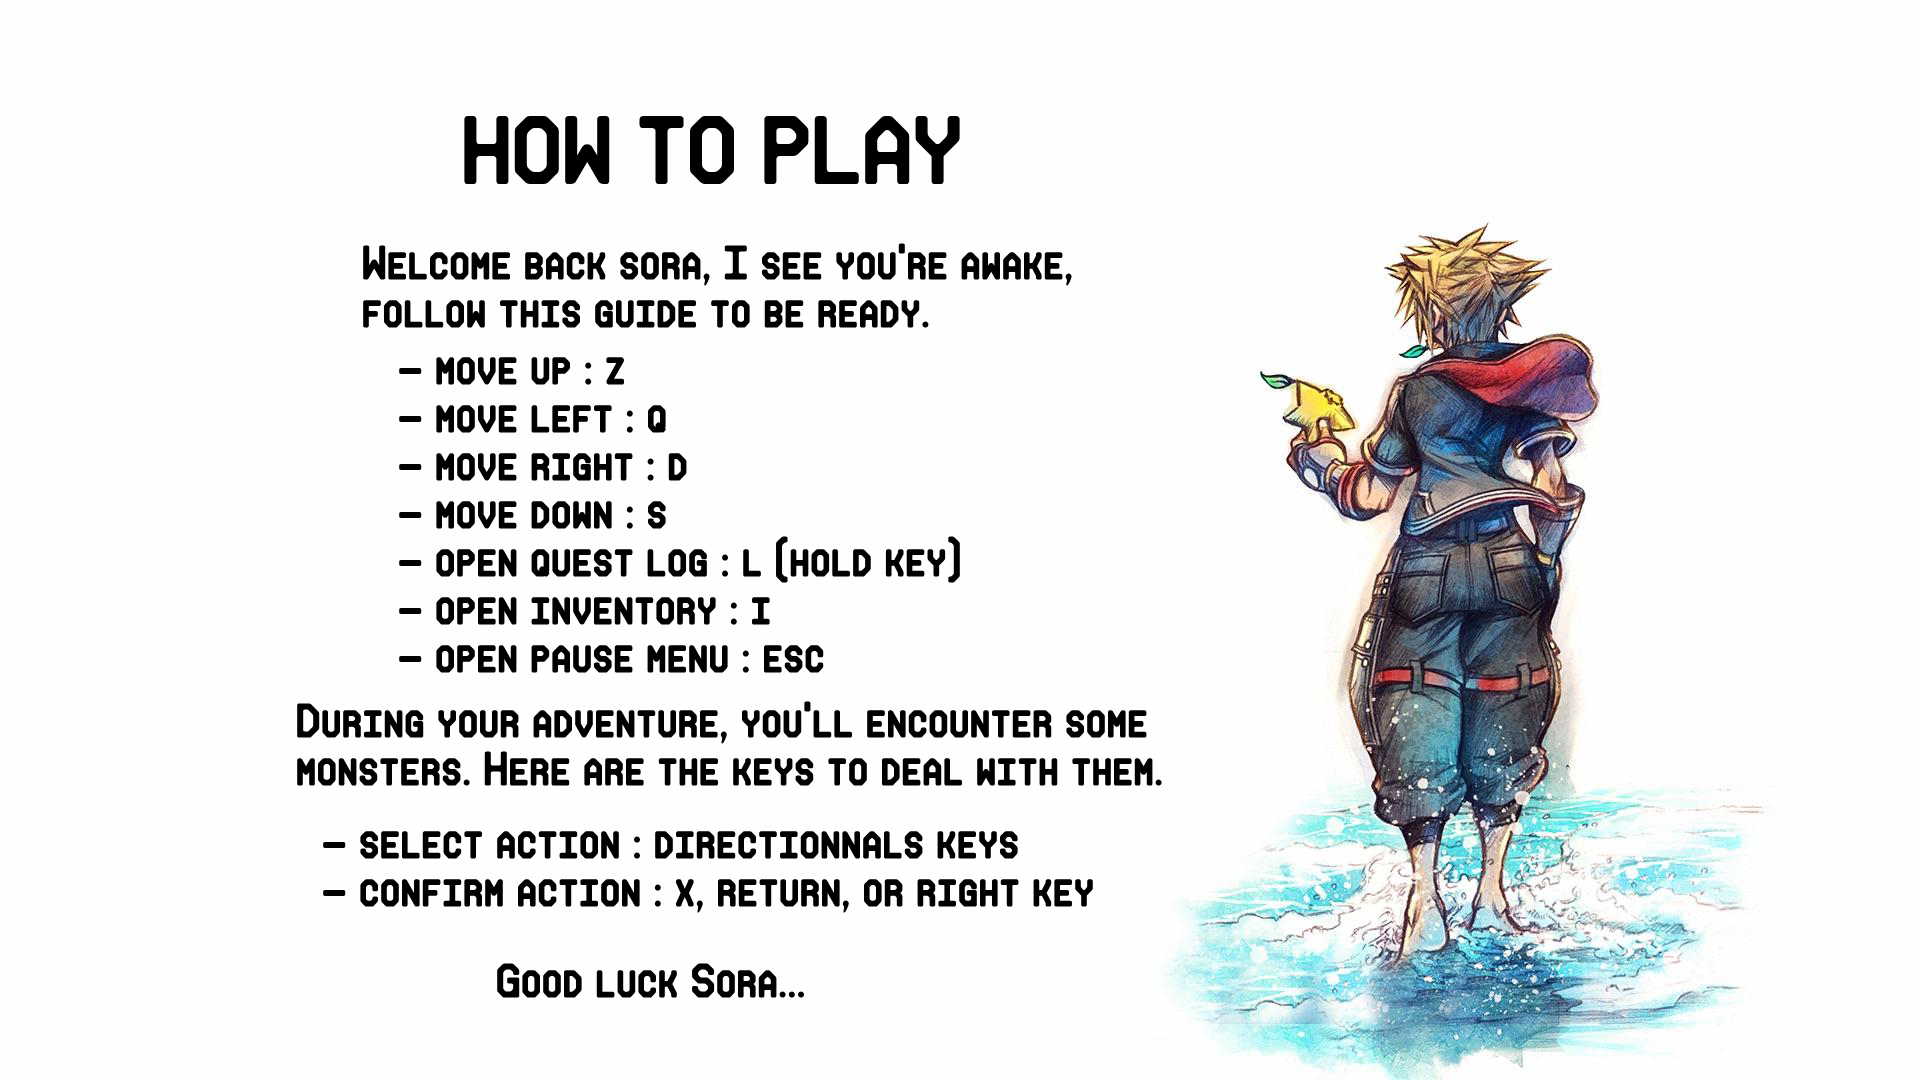 HOW TO PLAY
Welcome back sora, I see you're awake,
follow this guide to be ready.
- move up : Z
- move left : Q
- move right : D
- move down : S
- open quest log : L (hold key)
- open inventory : I
- open pause menu : ESC
During your adventure, you'll encounter some
monsters. Here are the keys to deal with them.
- select action : directionnals keys
- confirm action : X, return, or right key
Good luck Sora...